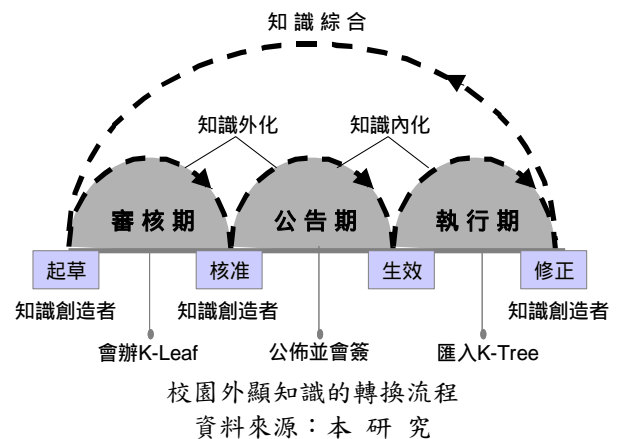 知識綜合
知識外化 知識內化
審核期 公告期 執行期
起草 核准 生效 修正
知識創造者 知識創造者 知識創造者
會辦K-Leaf 公佈並會簽 匯入K-Tree
校園外顯知識的轉換流程
資料來源：本 研 究